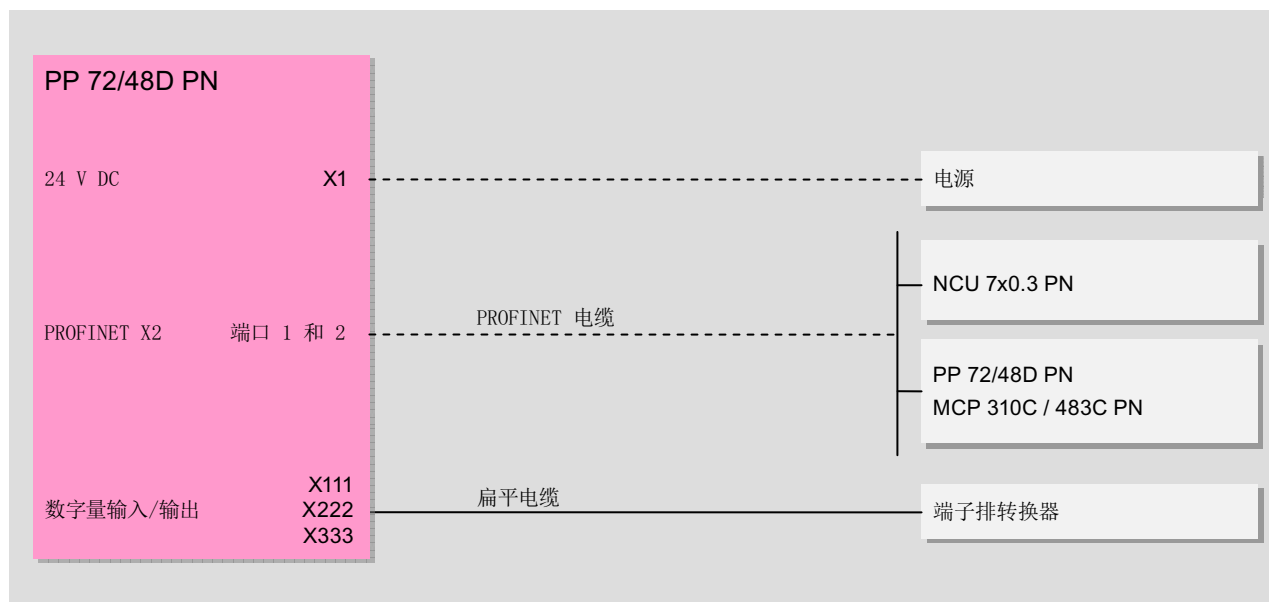 PP 72/48D PN
24 V DC X1
电源
NCU 7x0.3 PN
PROFINET 电缆
PROFINET X2 端口 1 和 2
PP 72/48D PN
MCP 310C / 483C PN
X111
数字量输入/输出 X222
X333
扁平电缆
端子排转换器